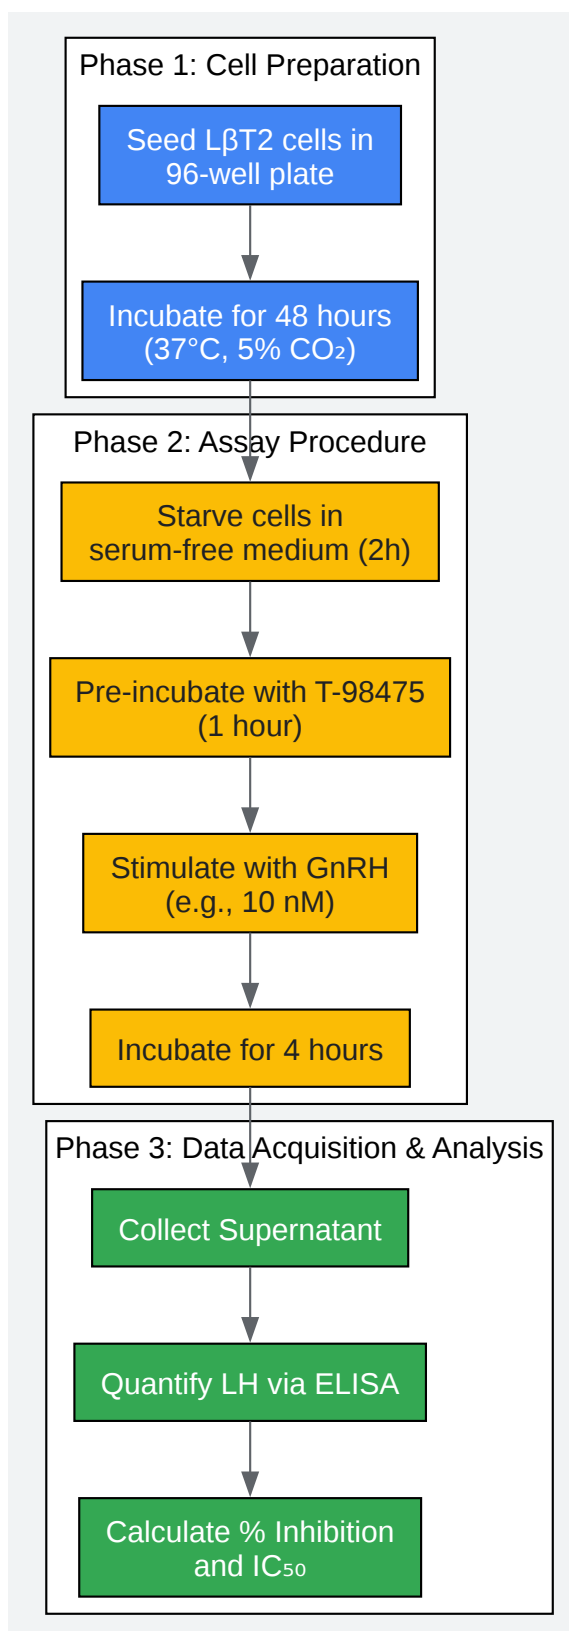 Phase 1: Cell Preparation
Seed LβT2 cells in
96-well plate
Incubate for 48 hours
(37°C, 5% CO₂)
Phase 2: Assay Procedure
Starve cells in
serum-free medium (2h)
Pre-incubate with T-98475
(1 hour)
Stimulate with GnRH
(e.g., 10 nM)
Incubate for 4 hours
Phase 3: Data Acquisition & Analysis
Collect Supernatant
Quantify LH via ELISA
Calculate % Inhibition
and IC₅₀